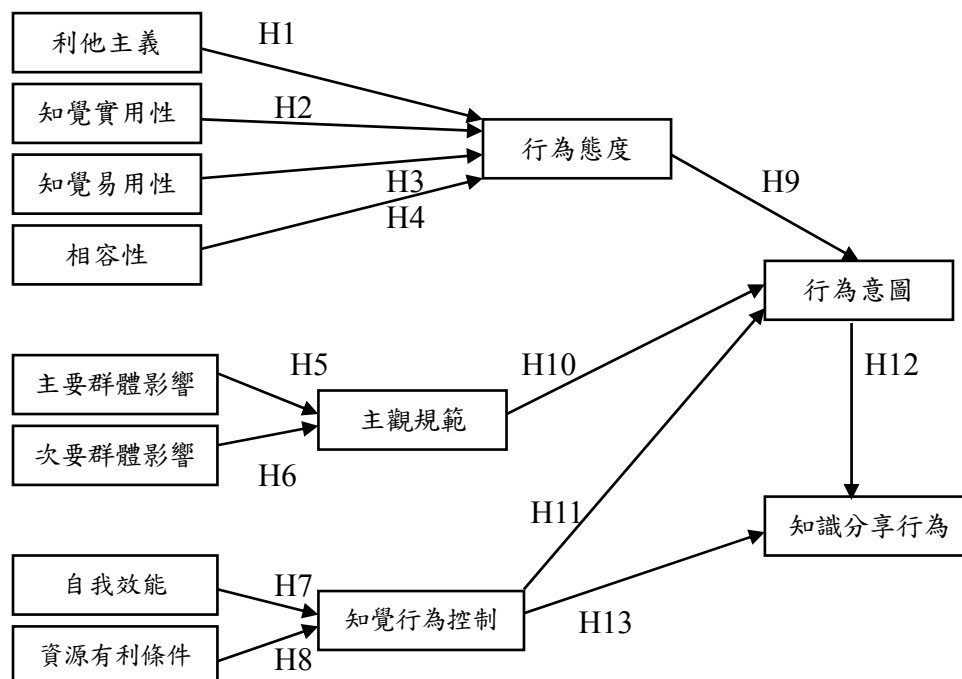 利他主義
H1
知覺實用性
H2
行為態度
知覺易用性
H3
H9
H4
相容性
行為意圖
主要群體影響
H5
H10
H12
主觀規範
次要群體影響
H6
H11
知識分享行為
自我效能
H7
知覺行為控制
H13
資源有利條件
H8